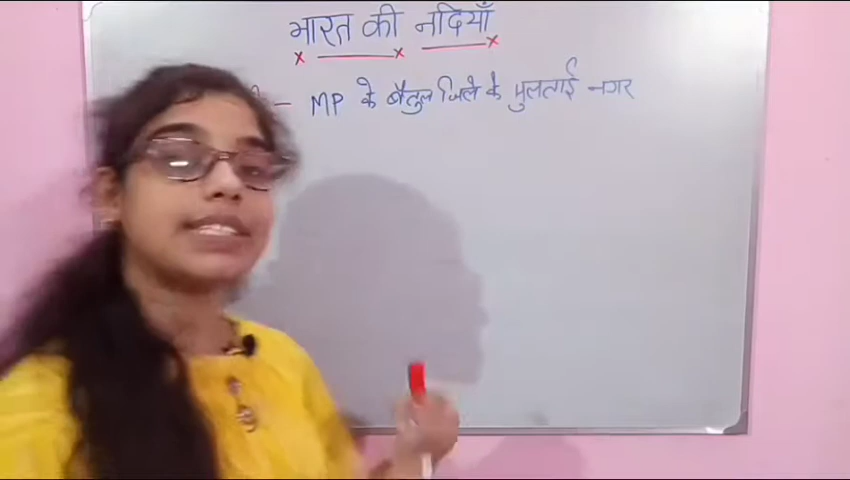 भारत की नदियाँ
– MP के बैतुल जिले के मुलताई नगर